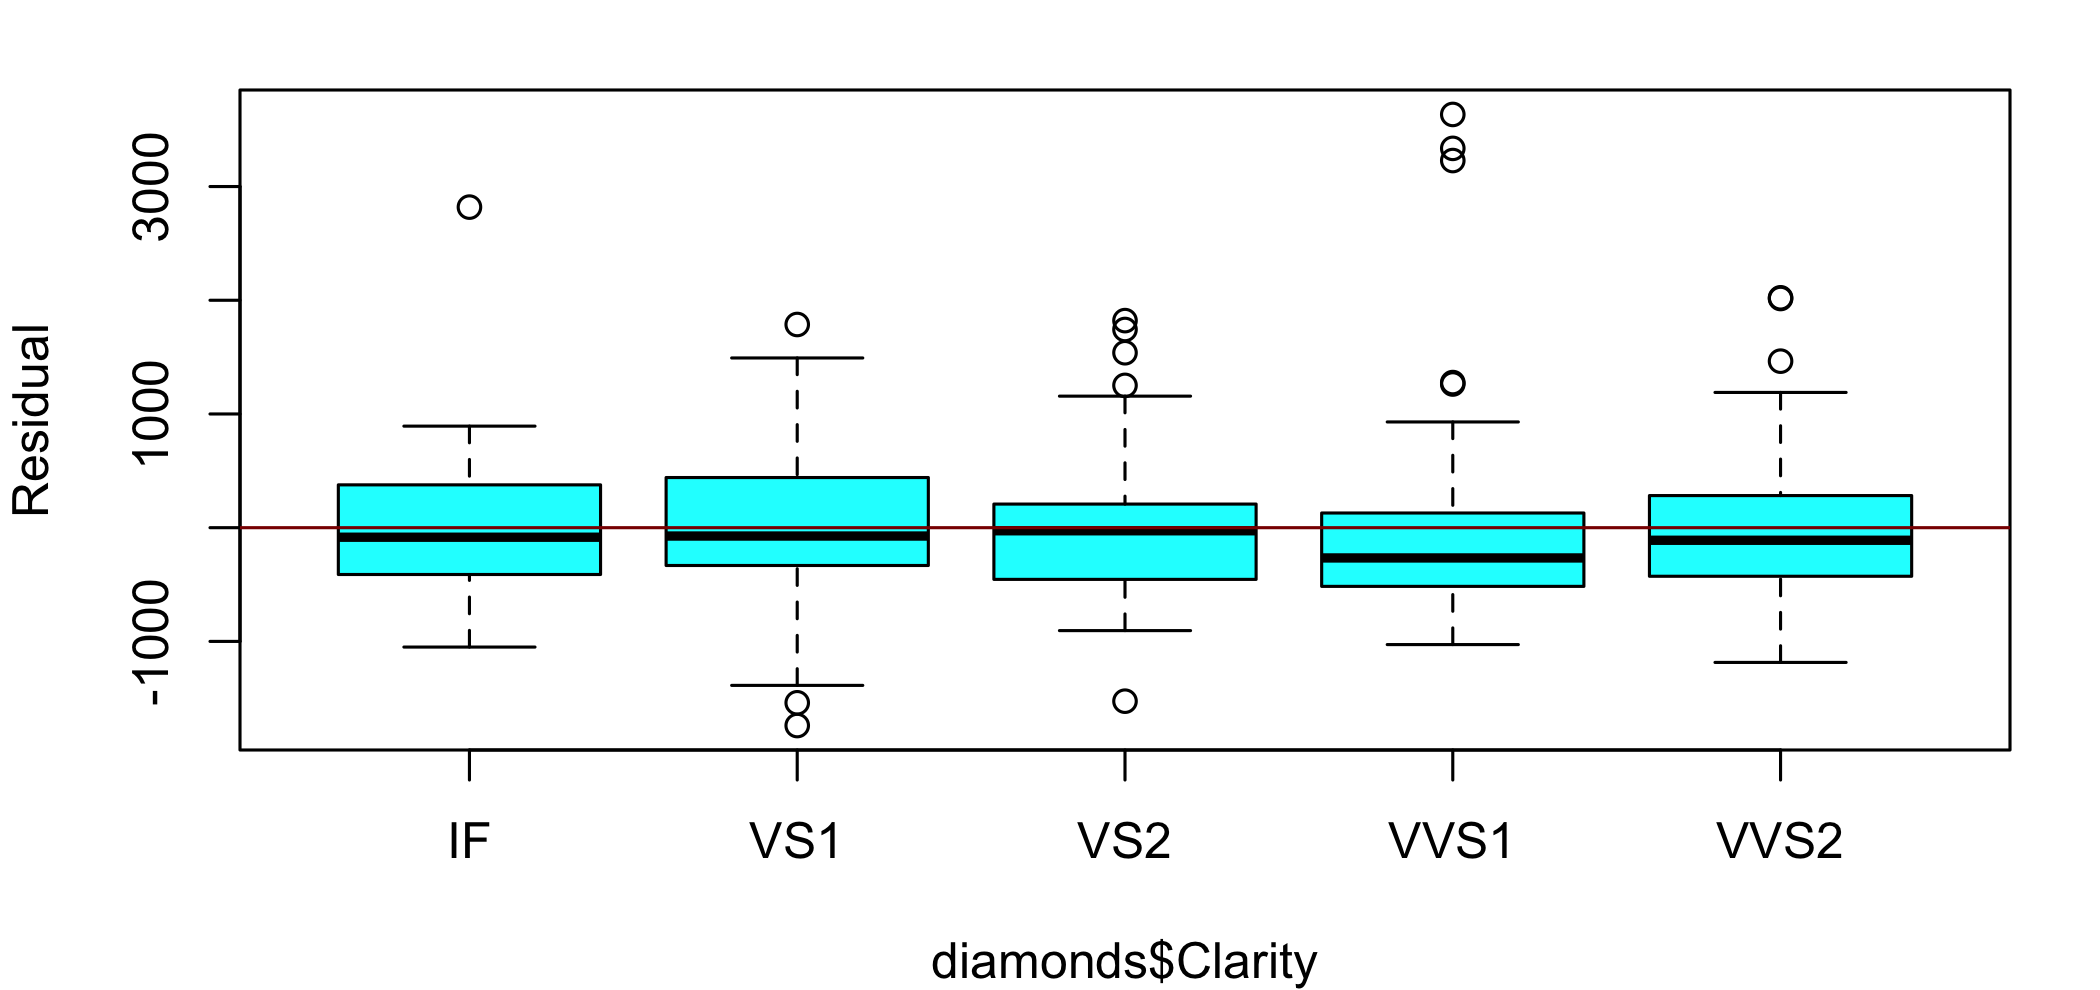 Residual
3000
1000
-1000
IF VS1 VS2 VVS1 VVS2
diamonds$Clarity